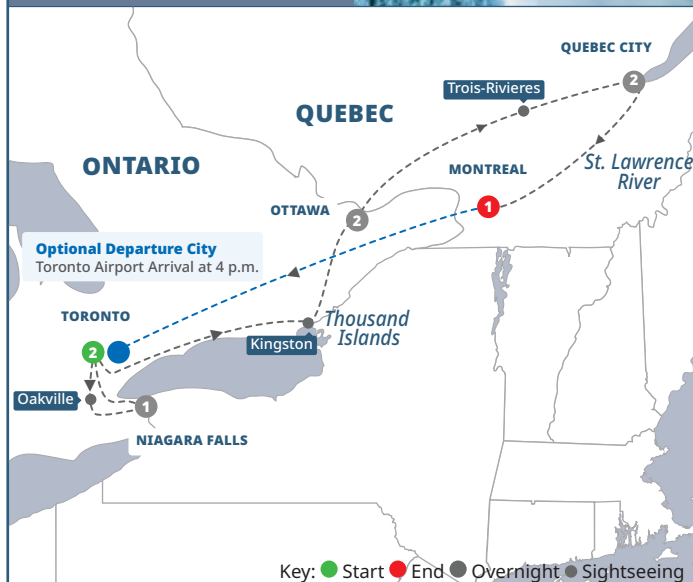 QUEBEC CITY
2
Trois-Rivieres
QUEBEC
ONTARIO
MONTREAL
St. Lawrence
River
1
OTTAWA
2
Optional Departure City
Toronto Airport Arrival at 4 p.m.
TORONTO
Thousand
Islands
Kingston
2
Oakville
1
NIAGARA FALLS
Key: Start End Overnight Sightseeing